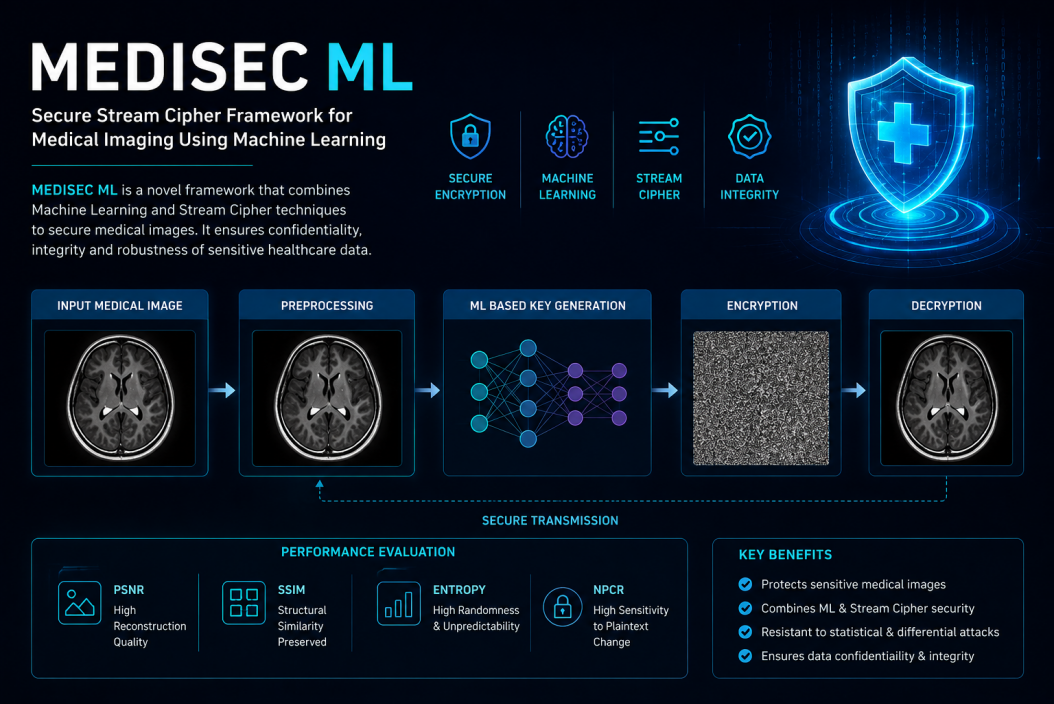 MEDISEC ML
Secure Stream Cipher Framework for
Medical Imaging Using Machine Learning
MEDISEC ML is a novel framework that combines
Machine Learning and Stream Cipher techniques
to secure medical images. It ensures confidentiality,
integrity and robustness of sensitive healthcare data.
SECURE
ENCRYPTION
MACHINE
LEARNING
STREAM
CIPHER
DATA
INTEGRITY
INPUT MEDICAL IMAGE
PREPROCESSING
ML BASED KEY GENERATION
ENCRYPTION
DECRYPTION
SECURE TRANSMISSION
PERFORMANCE EVALUATION
PSNR
High
Reconstruction
Quality
SSIM
Structural
Similarity
Preserved
ENTROPY
High Randomness
& Unpredictability
NPCR
High Sensitivity
to Plaintext
Change
KEY BENEFITS
Protects sensitive medical images
Combines ML & Stream Cipher security
Resistant to statistical & differential attacks
Ensures data confidentiaility & integrity